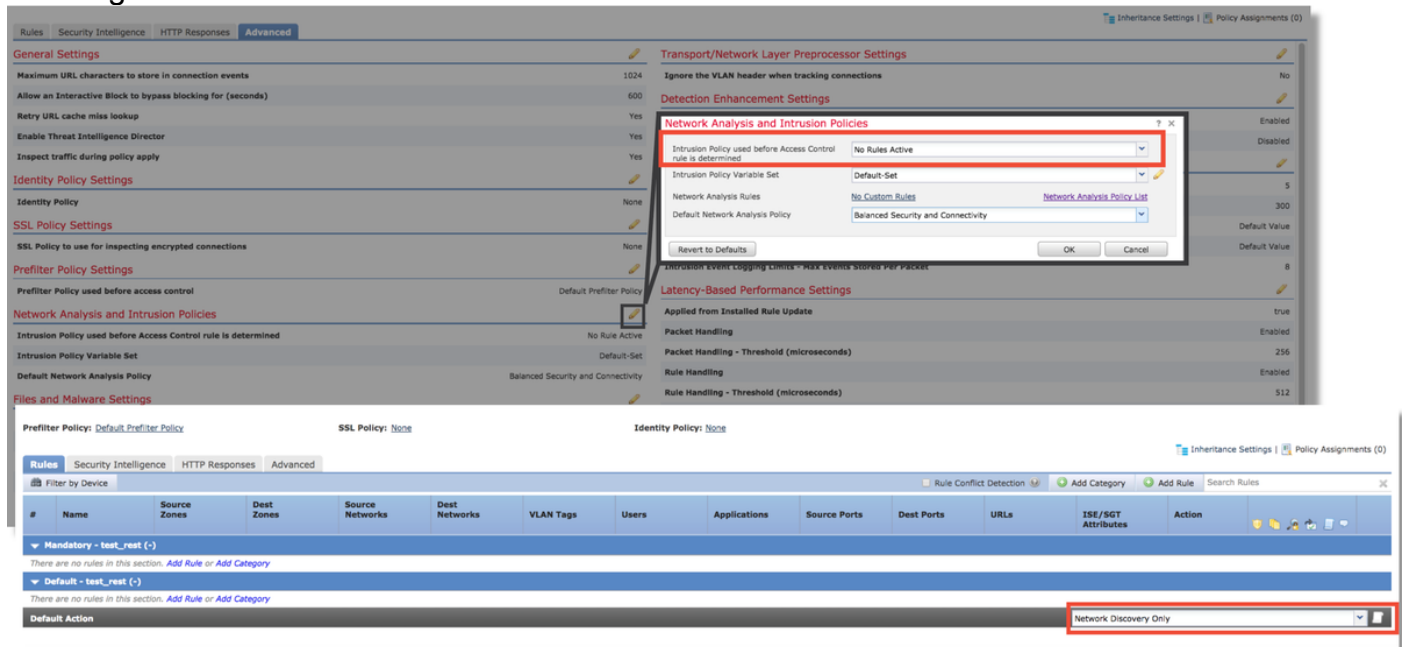 Inheritance Settings | Policy Assignments (0)
Rules Security Intelligence HTTP Responses Advanced
General Settings
Maximum URL characters to store in connection events 1024
Allow an Interactive Block to bypass blocking for (seconds) 600
Retry URL cache miss lookup Yes
Enable Threat Intelligence Director Yes
Inspect traffic during policy apply Yes
Identity Policy Settings
Identity Policy None
SSL Policy Settings
SSL Policy to use for inspecting encrypted connections None
Prefilter Policy Settings
Prefilter Policy used before access control Default Prefilter Policy
Network Analysis and Intrusion Policies
Intrusion Policy used before Access Control rule is determined No Rule Active
Intrusion Policy Variable Set Default-Set
Default Network Analysis Policy Balanced Security and Connectivity
Files and Malware Settings
Transport/Network Layer Preprocessor Settings
Ignore the VLAN header when tracking connections No
Detection Enhancement Settings
Enabled
Disabled
5
300
Default Value
Default Value
Intrusion Event Logging Limits - Max Events Stored Per Packet 8
Latency-Based Performance Settings
Applied from Installed Rule Update true
Packet Handling Enabled
Packet Handling - Threshold (microseconds) 256
Rule Handling Enabled
Rule Handling - Threshold (microseconds) 512
Network Analysis and Intrusion Policies ? ×
Intrusion Policy used before Access Control
rule is determined
No Rules Active
Intrusion Policy Variable Set Default-Set
Network Analysis Rules No Custom Rules Network Analysis Policy List
Default Network Analysis Policy Balanced Security and Connectivity
Revert to Defaults OK Cancel
Prefilter Policy: Default Prefilter Policy SSL Policy: None Identity Policy: None
Inheritance Settings | Policy Assignments (0)
Rules Security Intelligence HTTP Responses Advanced
Filter by Device Rule Conflict Detection Add Category Add Rule Search Rules
# Name Source Zones Dest Zones Source Networks Dest Networks VLAN Tags Users Applications Source Ports Dest Ports URLs ISE/SGT Attributes Action
Mandatory - test_rest (-)
There are no rules in this section. Add Rule or Add Category
Default - test_rest (-)
There are no rules in this section. Add Rule or Add Category
Default Action Network Discovery Only